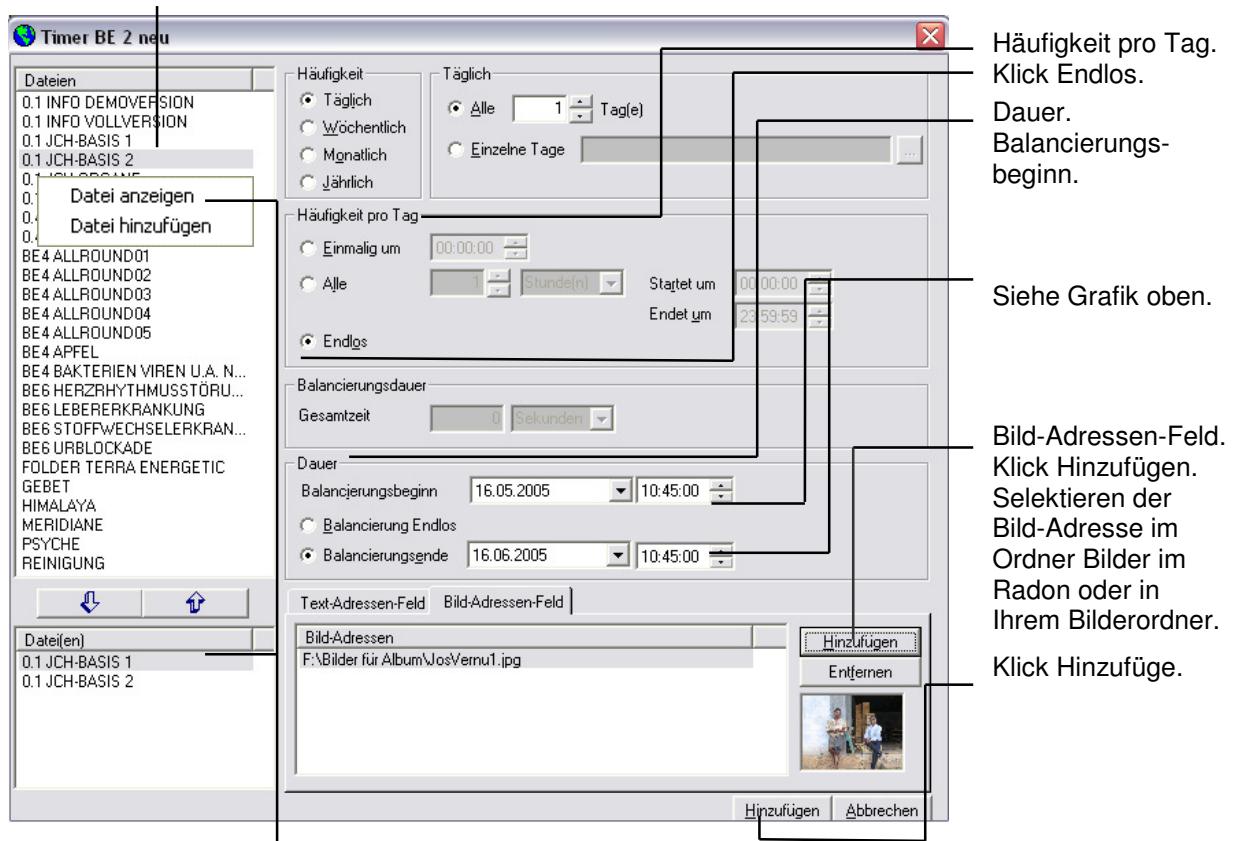 Timer BE 2 neu
Dateien
0.1 INFO DEMOVERSION
0.1 INFO VOLLVERSION
0.1 JCH-BASIS 1
0.1 JCH-BASIS 2
Datei anzeigen
Datei hinzufügen
BE4 ALLROUND01
BE4 ALLROUND02
BE4 ALLROUND03
BE4 ALLROUND04
BE4 ALLROUND05
BE4 APFEL
BE4 BAKTERIEN VIREN U.A. N...
BE6 HERZRHYTHMUSSTÖRU...
BE6 LEBERERKRANKUNG
BE6 STOFFWECHSELERKRAN...
BE6 URBLOCKADE
FOLDER TERRA ENERGETIC
GEBET
HIMALAYA
MERIDIANE
PSYCHE
REINIGUNG
Datei(en)
0.1 JCH-BASIS 1
0.1 JCH-BASIS 2
Häufigkeit
Täglich
Wöchentlich
Monatlich
Jährlich
Täglich
Alle 1 Tag(e)
Einzelne Tage ...
Häufigkeit pro Tag
Einmalig um 00:00:00
Alle 1 Stunde(n) Startet um 00:00:00
Endet um 23:59:59
Endlos
Balancierungsdauer
Gesamtzeit 0 Sekunden
Dauer
Balancierungsbeginn 16.05.2005 10:45:00
Balancierung Endlos
Balancierungsende 16.06.2005 10:45:00
Text-Adressen-Feld Bild-Adressen-Feld
Bild-Adressen
F:\Bilder für Album\JosVernu1.jpg
Hinzufügen
Entfernen
Hinzufügen Abbrechen
Häufigkeit pro Tag.
Klick Endlos.
Dauer.
Balancierungs-
beginn.
Siehe Grafik oben.
Bild-Adressen-Feld.
Klick Hinzufügen.
Selektieren der
Bild-Adresse im
Ordner Bilder im
Radon oder in
Ihrem Bilderordner.
Klick Hinzufüge.